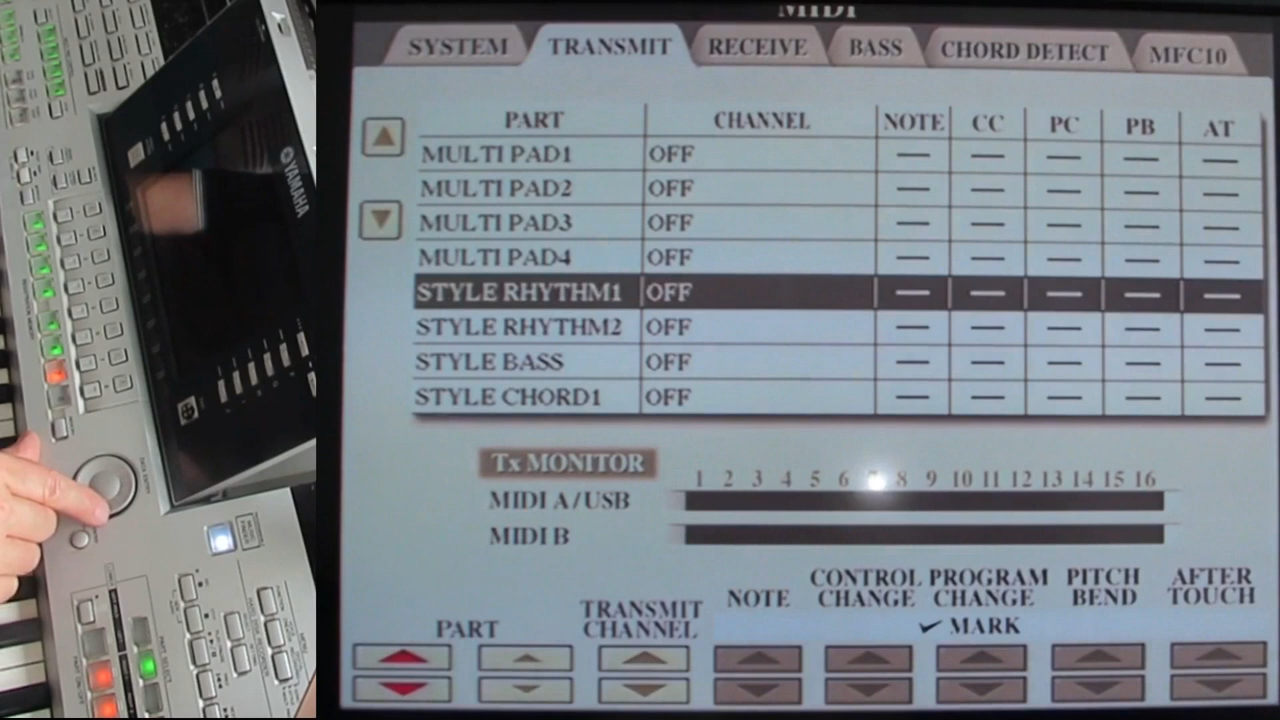 MIDI
SYSTEM TRANSMIT RECEIVE BASS CHORD DETECT MFC10
PART CHANNEL NOTE CC PC PB AT
MULTI PAD1 OFF — — — — —
MULTI PAD2 OFF — — — — —
MULTI PAD3 OFF — — — — —
MULTI PAD4 OFF — — — — —
STYLE RHYTHM1 OFF — — — — —
STYLE RHYTHM2 OFF — — — — —
STYLE BASS OFF — — — — —
STYLE CHORD1 OFF — — — — —
Tx MONITOR 1 2 3 4 5 6 7 8 9 10 11 12 13 14 15 16
MIDI A/USB
MIDI B
PART
TRANSMIT
CHANNEL
NOTE
CONTROL
CHANGE
PROGRAM
CHANGE
PITCH
BEND
AFTER
TOUCH
✓ MARK
YAMAHA